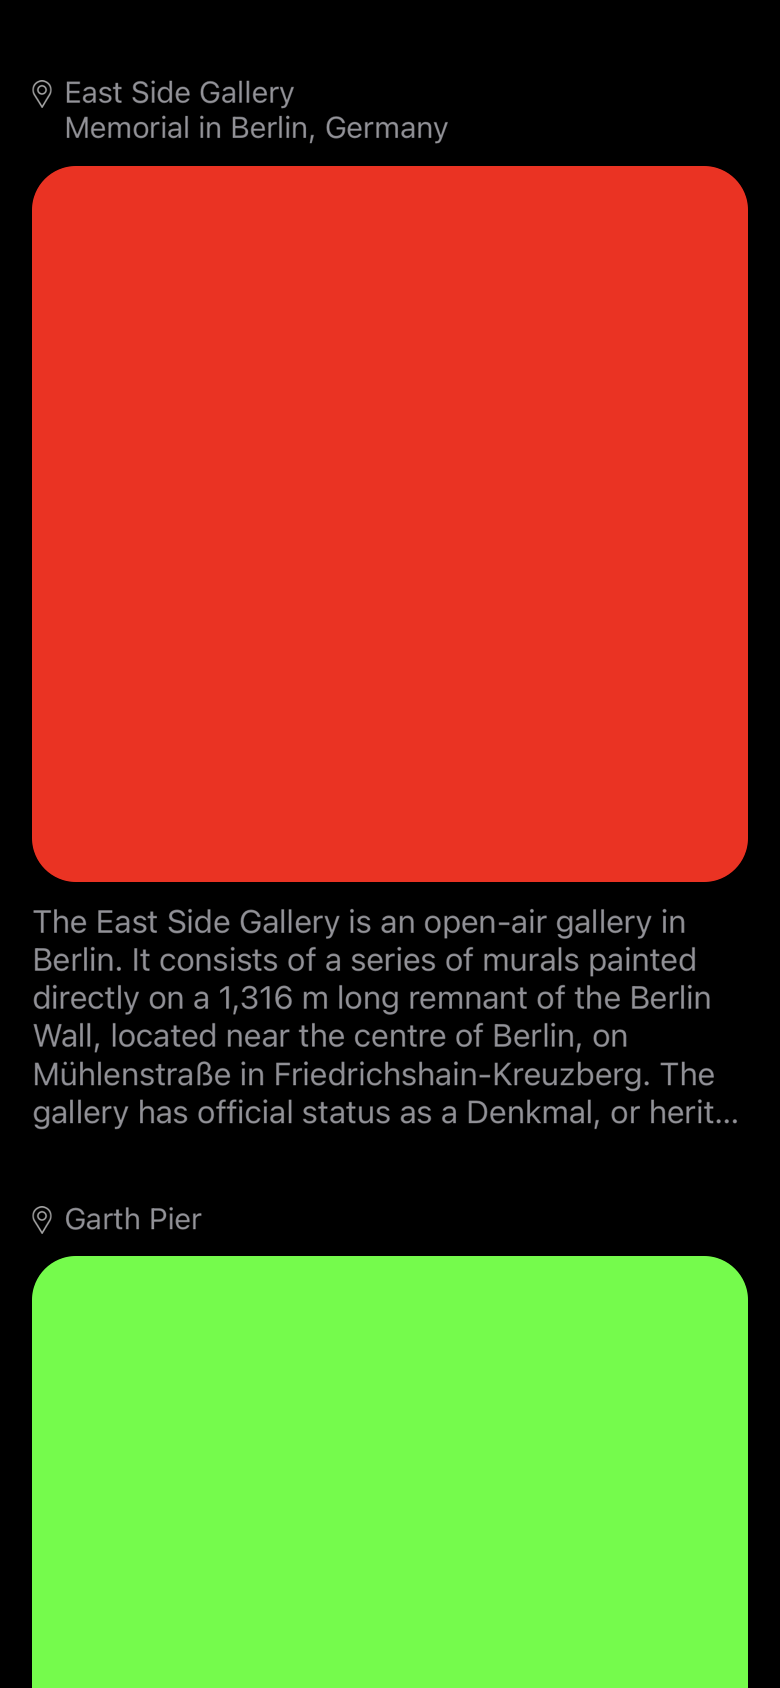 East Side Gallery
Memorial in Berlin, Germany
The East Side Gallery is an open-air gallery in
Berlin. It consists of a series of murals painted
directly on a 1,316 m long remnant of the Berlin
Wall, located near the centre of Berlin, on
Mühlenstraße in Friedrichshain-Kreuzberg. The
gallery has official status as a Denkmal, or herit...
Garth Pier